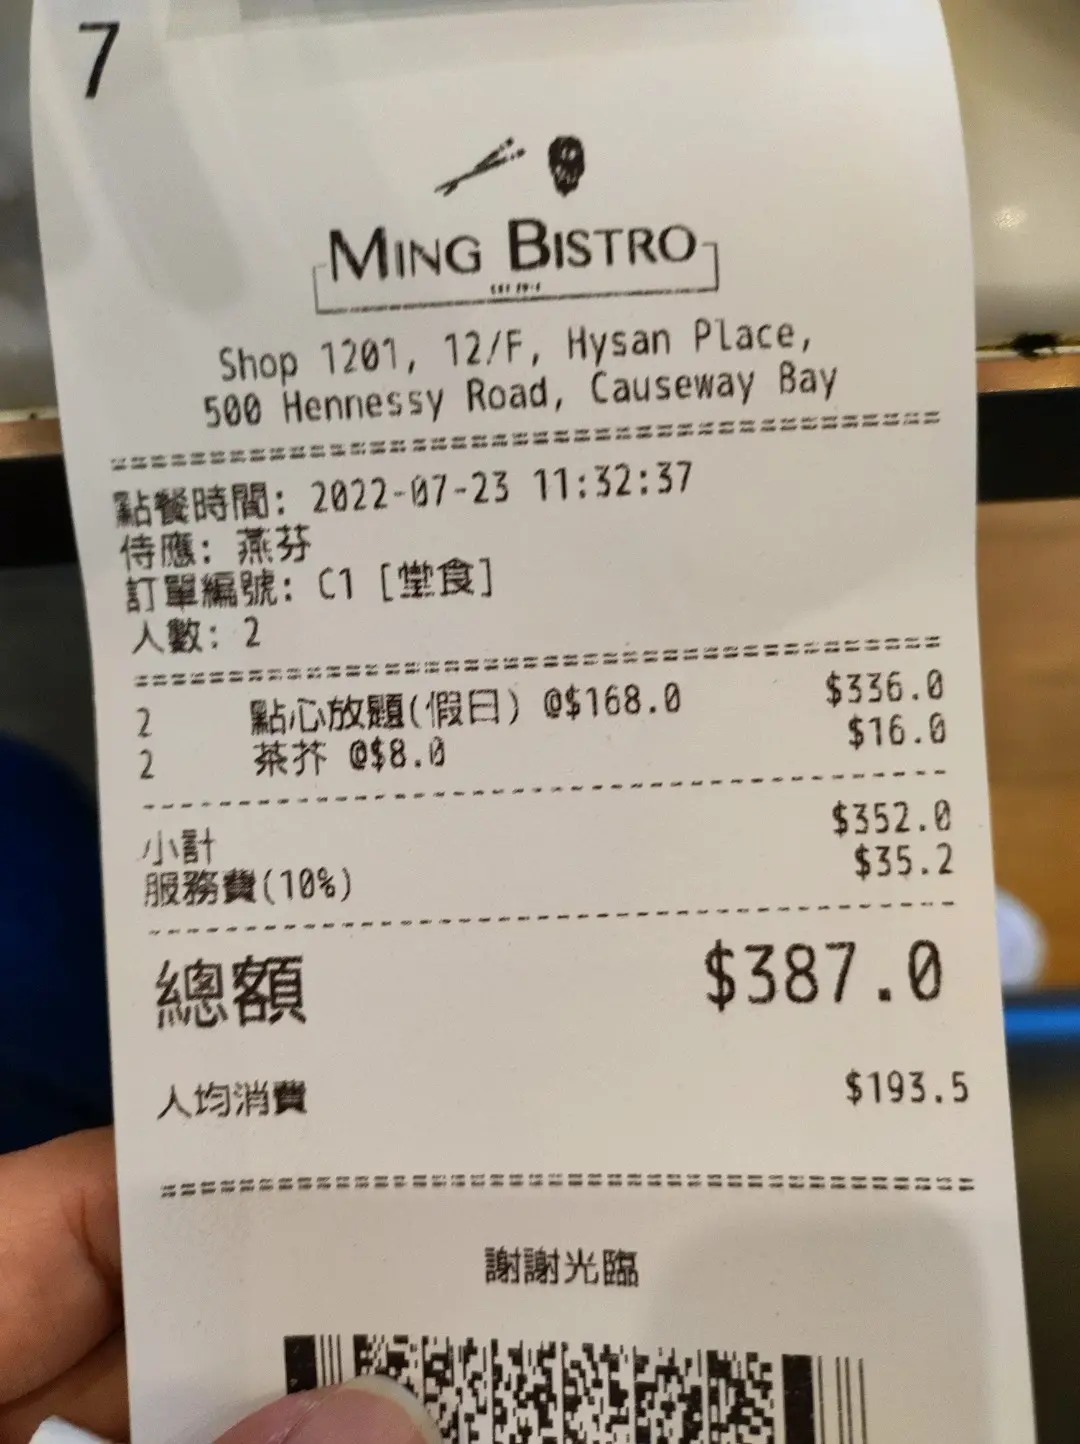 7
MING BISTRO
Shop 1201, 12/F, Hysan Place,
500 Hennessy Road, Causeway Bay
點餐時間: 2022-07-23 11:32:37
侍應: 燕芬
訂單編號: C1 [堂食]
人數: 2
2 點心放題(假日) @$168.0 $336.0
2 茶芥 @$8.0 $16.0
小計 $352.0
服務費(10%) $35.2
總額 $387.0
人均消費 $193.5
謝謝光臨